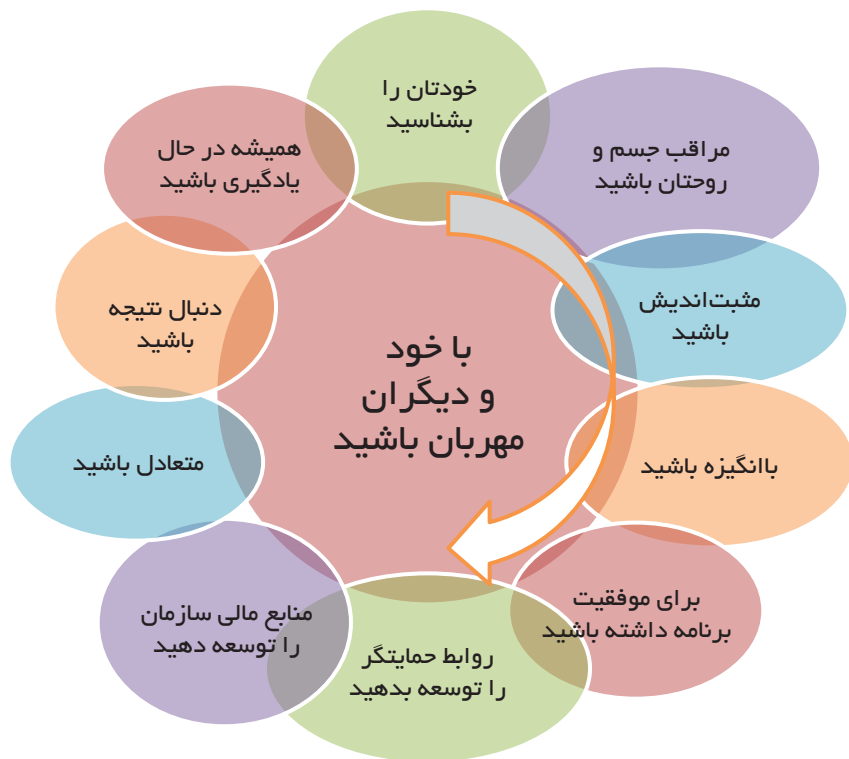 خودتان را
بشناسید
مراقب جسم و
روحتان باشید
مثبت‌اندیش
باشید
باانگیزه باشید
برای موفقیت
برنامه داشته باشید
روابط حمایتگر
را توسعه بدهید
منابع مالی سازمان
را توسعه دهید
متعادل باشید
دنبال نتیجه
باشید
همیشه در حال
یادگیری باشید
با خود
و دیگران
مهربان باشید